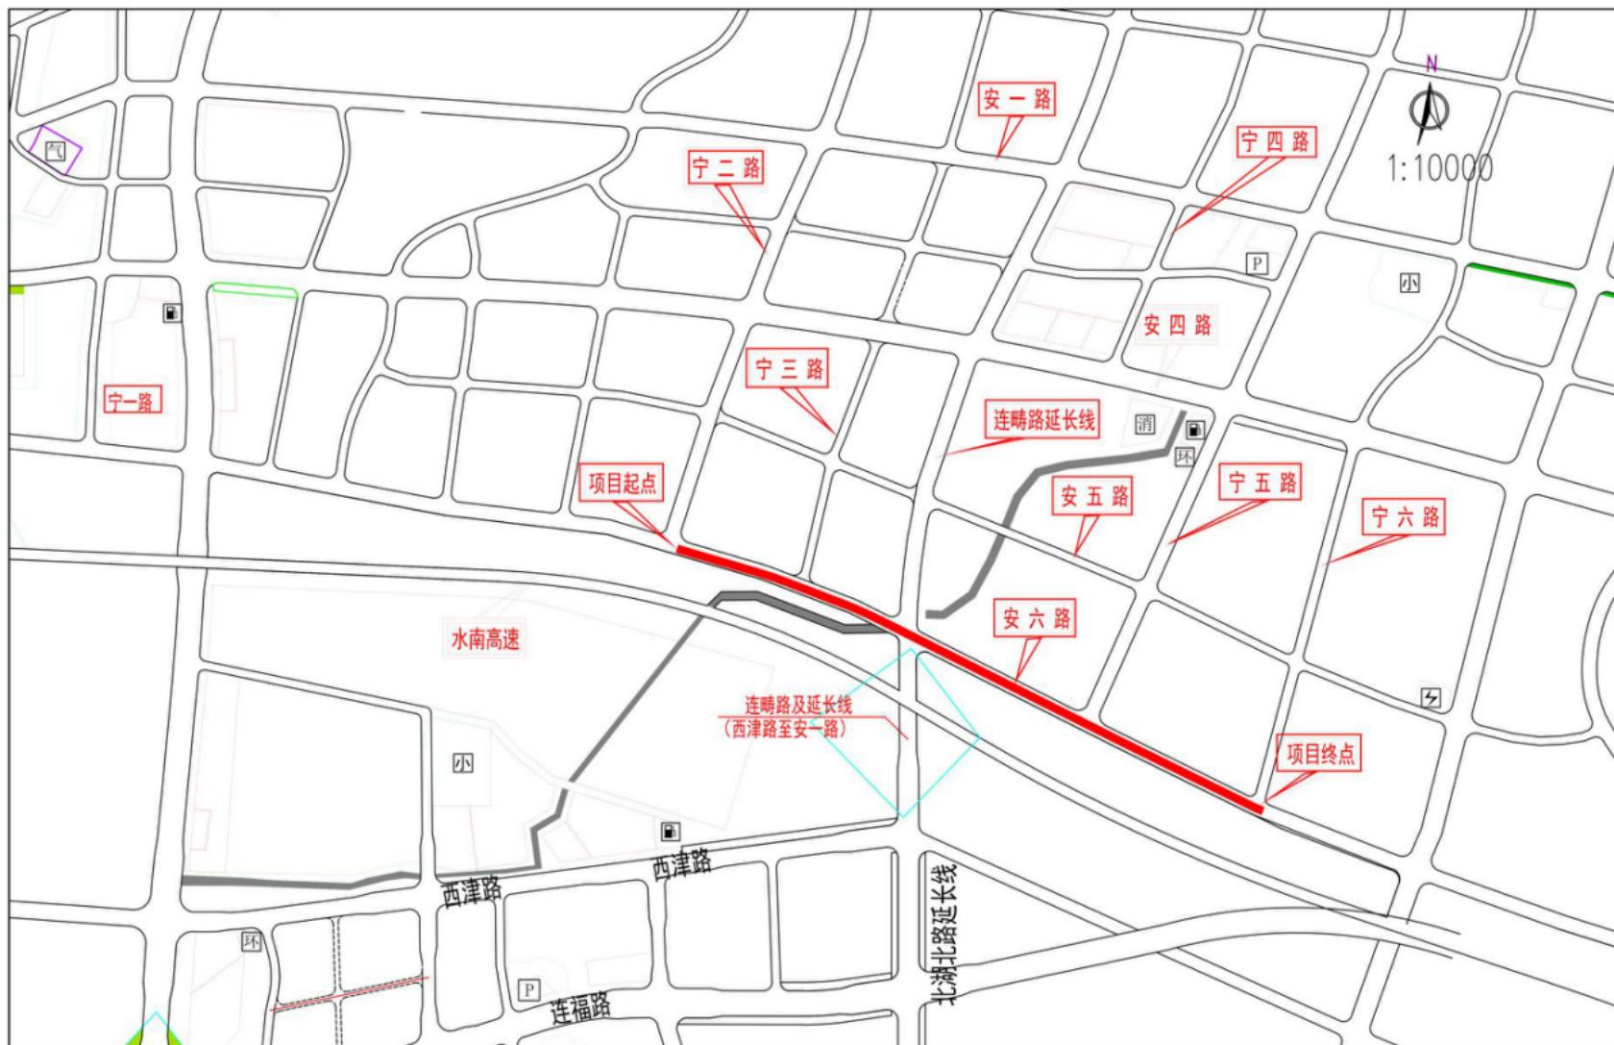 N
安一路
宁四路
1:10000
气
宁二路
P
小
安四路
宁三路
宁一路
连畴路延长线
消
环
项目起点
安五路
宁五路
宁六路
安六路
水南高速
连畴路及延长线
（西津路至安一路）
项目终点
小
西津路
西津路
北湖北路延长线
环
P
连福路